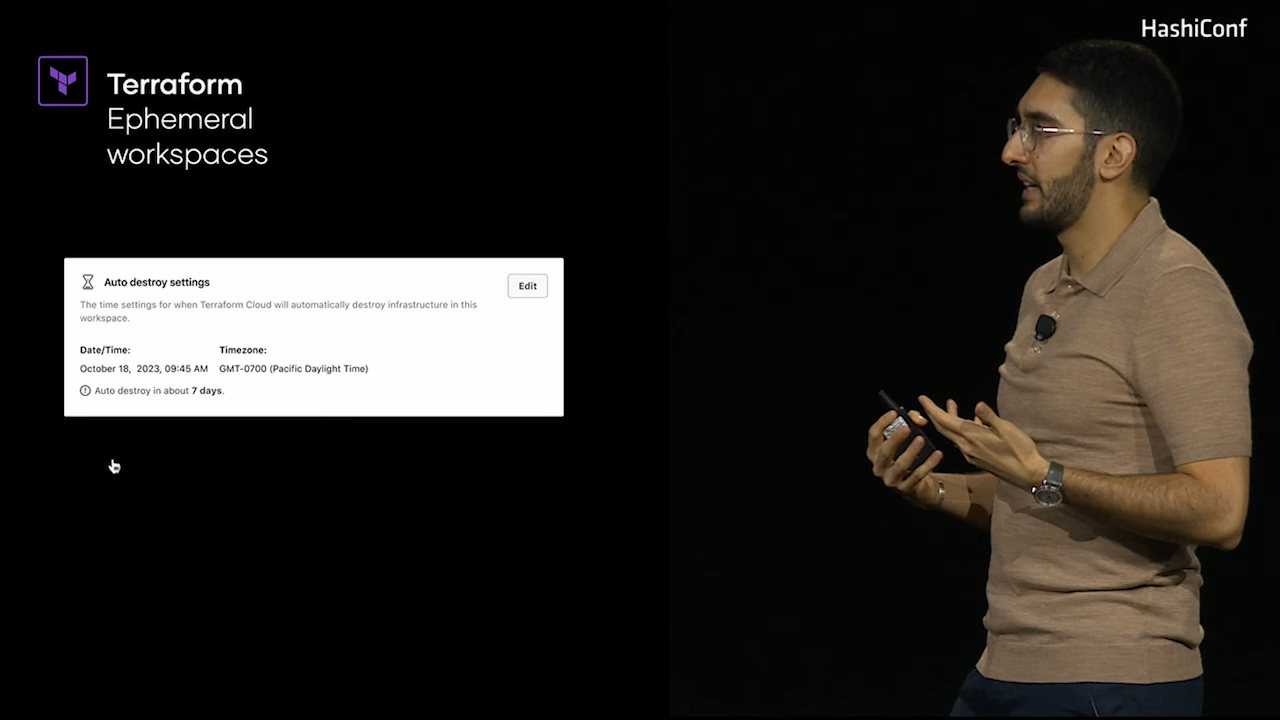 HashiConf
Terraform
Ephemeral
workspaces
Auto destroy settings
Edit
The time settings for when Terraform Cloud will automatically destroy infrastructure in this
workspace.
Date/Time: Timezone:
October 18, 2023, 09:45 AM GMT-0700 (Pacific Daylight Time)
Auto destroy in about 7 days.